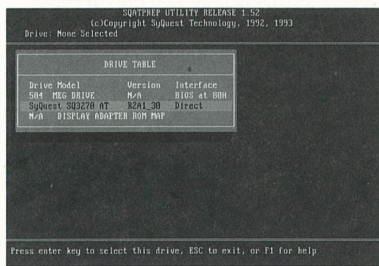 SQATPREP UTILITY RELEASE 1.52
(c)Copyright SyQuest Technology, 1992, 1993
Drive: None Selected
DRIVE TABLE
Drive Model Version Interface
504 MEG DRIVE N/A BIOS at 80H
SyQuest SQ3270 AT R2A1_30 Direct
N/A DISPLAY ADAPTER ROM MAP
Press enter key to select this drive, ESC to exit, or F1 for help